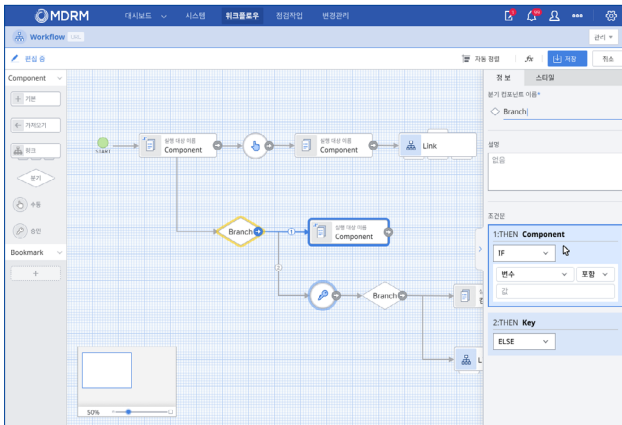 MDRM 대시보드 시스템 워크플로우 점검작업 변경관리
Workflow URL 관리
편집 중 자동 정렬 fx 저장 취소
Component
기본
가져오기
링크
분기
수동
승인
Bookmark
+
START
실행 대상 이름
Component
실행 대상 이름
Component
Link
Branch
1
실행 대상 이름
Component
2
Branch
L
50%
정보 스타일
분기 컴포넌트 이름*
Branch
설명
없음
조건문
1:THEN Component
IF
변수 포함
값
2:THEN Key
ELSE